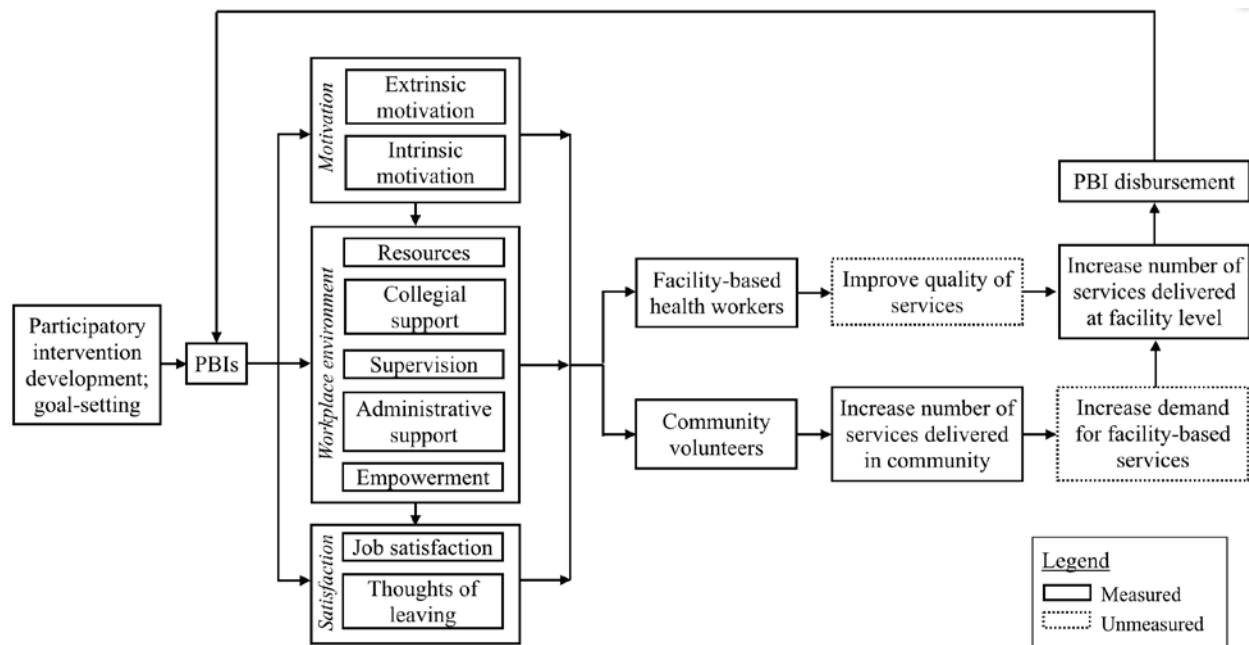 Participatory
intervention
development;
goal-setting
PBIs
Motivation
Extrinsic
motivation
Intrinsic
motivation
Workplace environment
Resources
Collegial
support
Supervision
Administrative
support
Empowerment
Satisfaction
Job satisfaction
Thoughts of
leaving
Facility-based
health workers
Improve quality of
services
Community
volunteers
Increase number of
services delivered
in community
Increase demand
for facility-based
services
Increase number of
services delivered
at facility level
PBI disbursement
Legend
Measured
Unmeasured